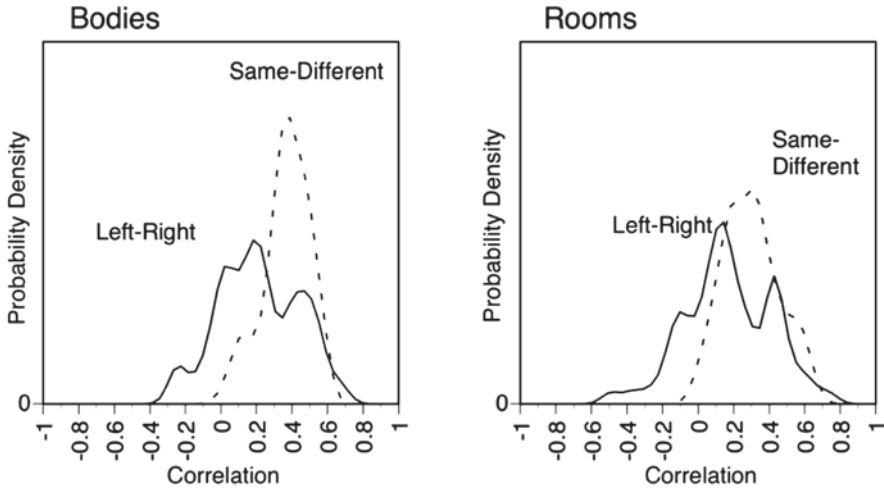 Bodies
Same-Different
Left-Right
Probability Density
0
-1
-0.8
-0.6
-0.4
-0.2
0
0.2
0.4
0.6
0.8
1
Correlation
Rooms
Same-
Different
Left-Right
Probability Density
0
-1
-0.8
-0.6
-0.4
-0.2
0
0.2
0.4
0.6
0.8
1
Correlation